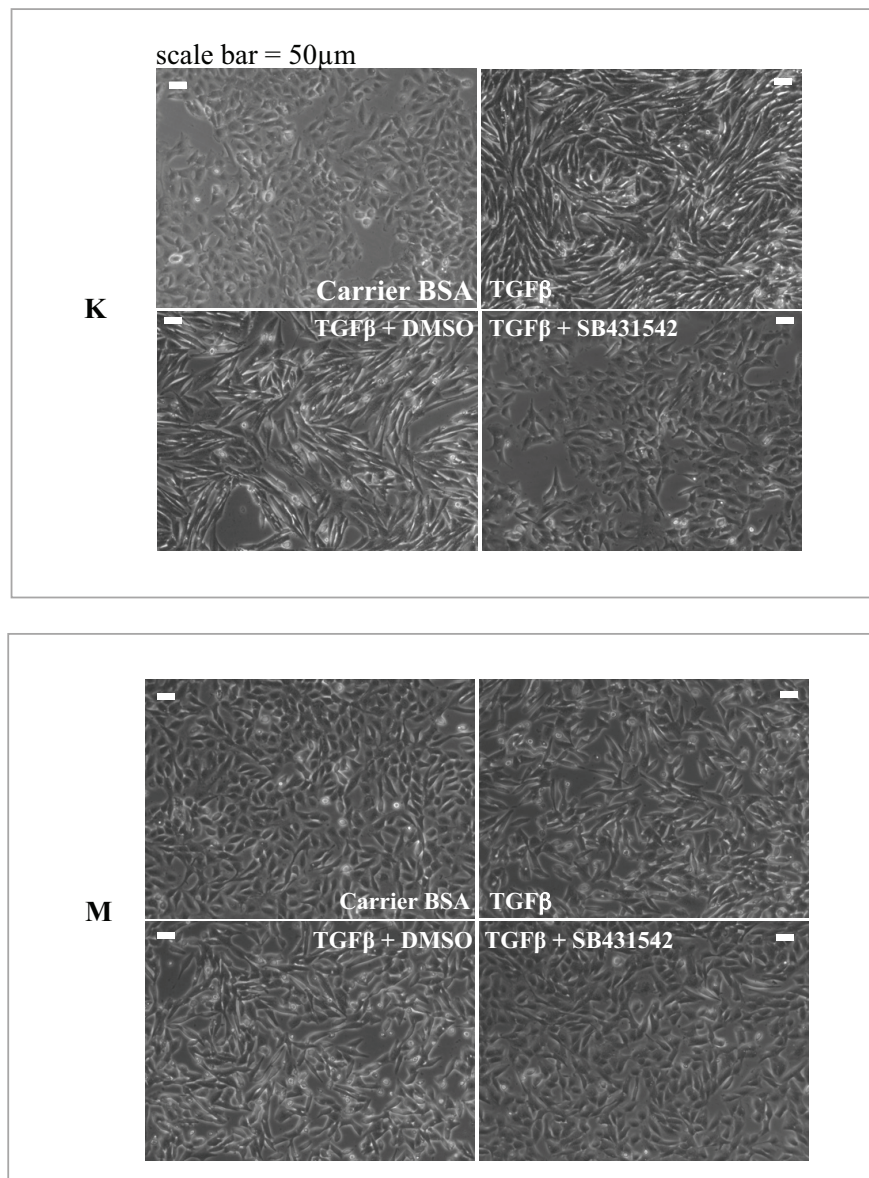 scale bar = 50µm
K
Carrier BSA
TGFβ
TGFβ + DMSO
TGFβ + SB431542
M
Carrier BSA
TGFβ
TGFβ + DMSO
TGFβ + SB431542